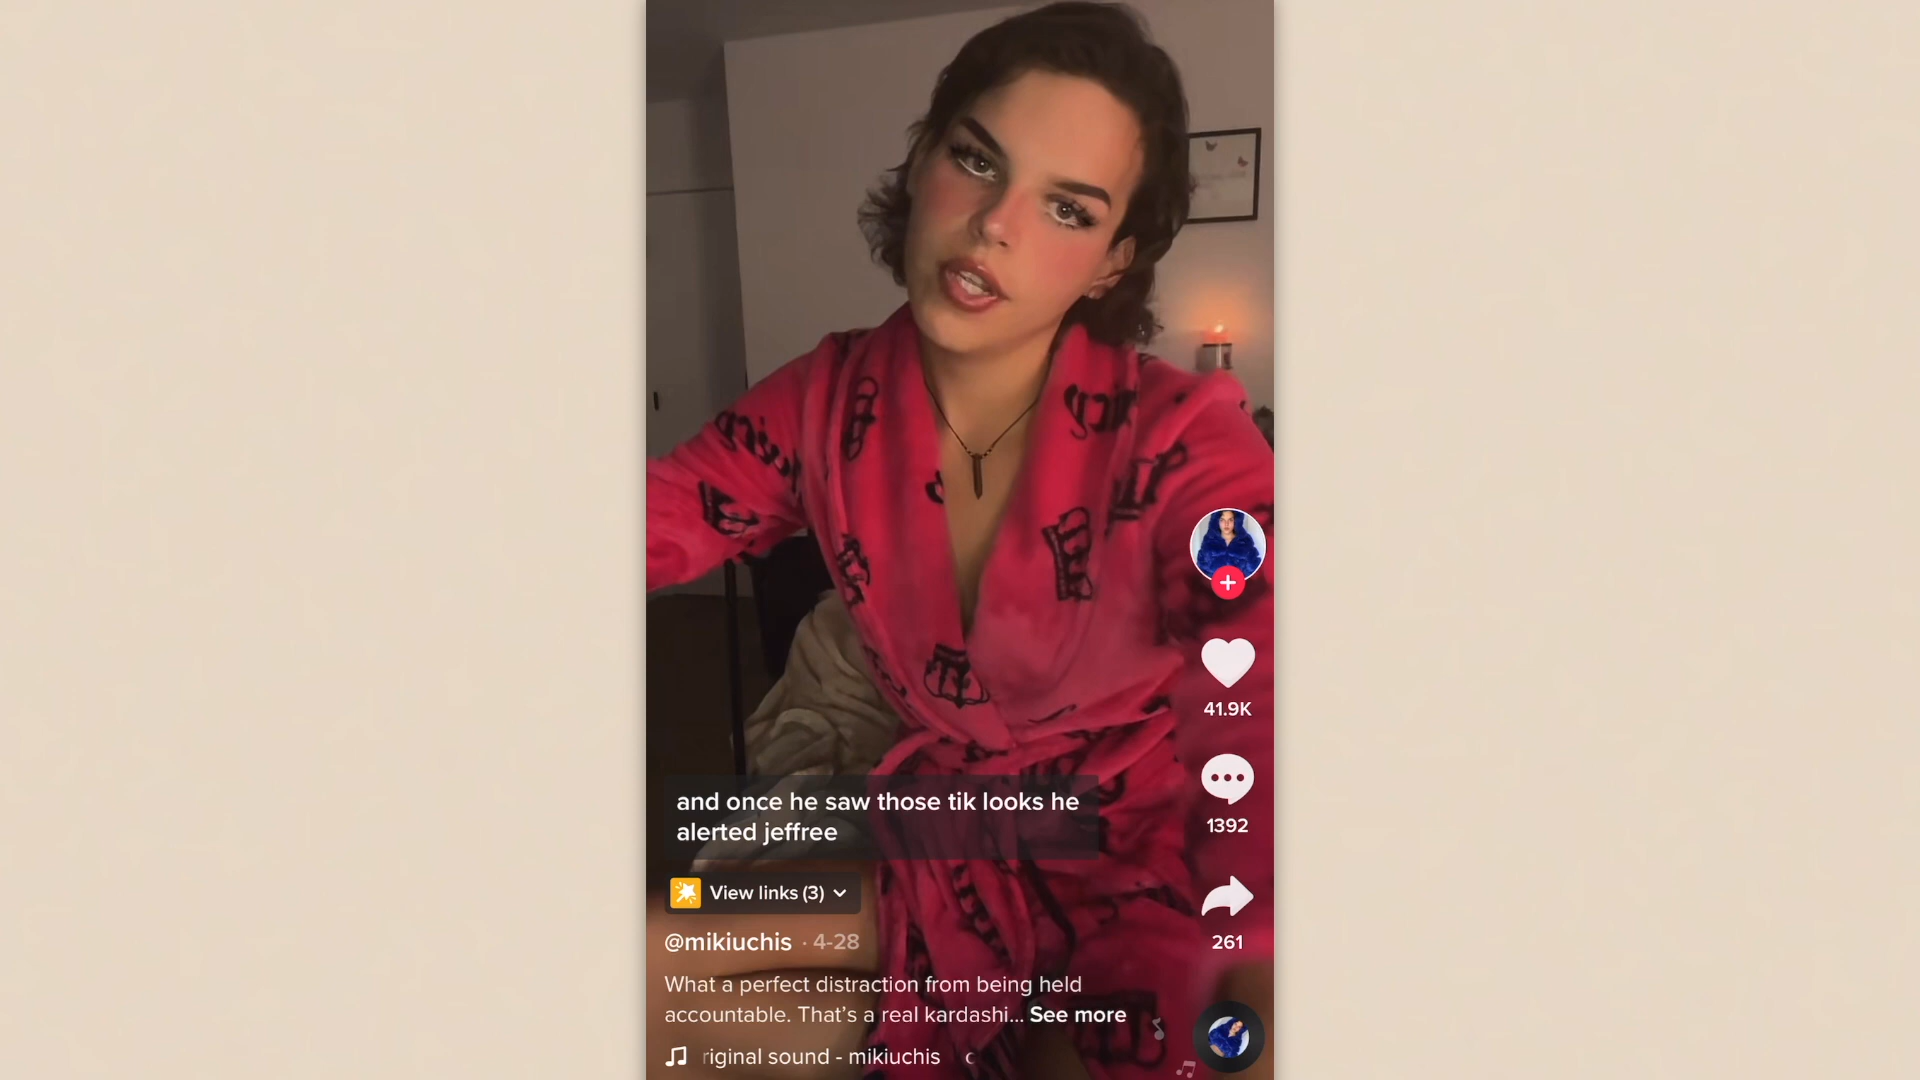 and once he saw those tik looks he
alerted jeffree
View links (3)
@mikiuchis · 4-28
What a perfect distraction from being held
accountable. That’s a real kardashi... See more
riginal sound - mikiuchis
41.9K
1392
261